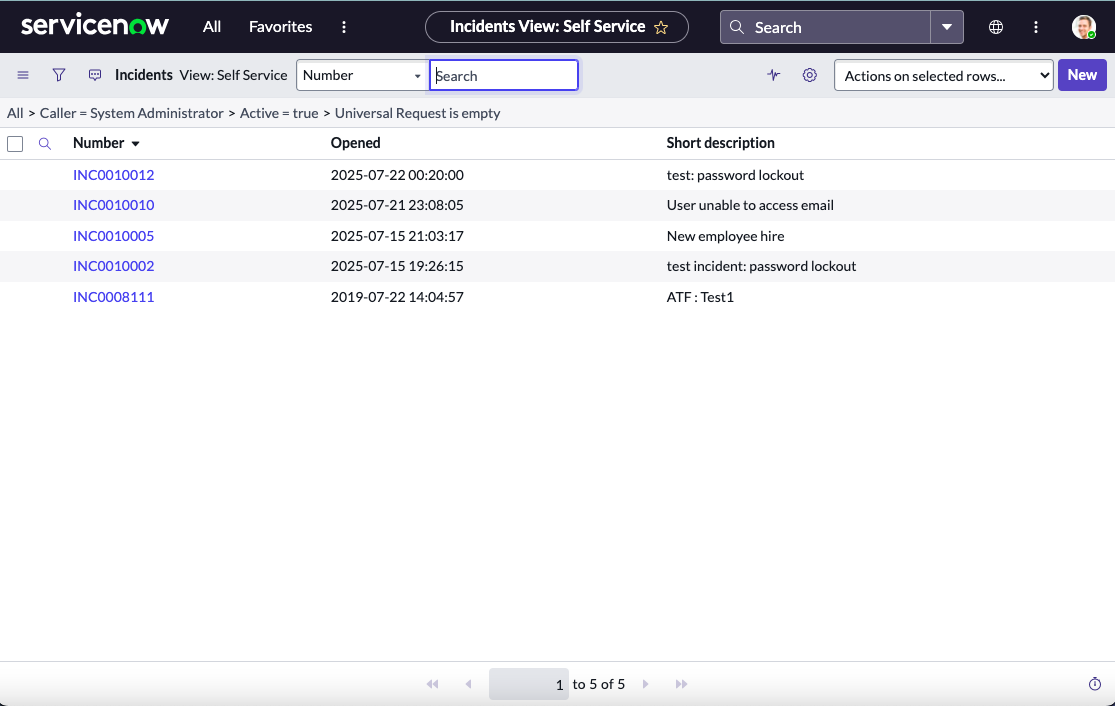 servicenow All Favorites Incidents View: Self Service Search
Incidents View: Self Service Number Search Actions on selected rows... New
All > Caller = System Administrator > Active = true > Universal Request is empty
Number Opened Short description
INC0010012 2025-07-22 00:20:00 test: password lockout
INC0010010 2025-07-21 23:08:05 User unable to access email
INC0010005 2025-07-15 21:03:17 New employee hire
INC0010002 2025-07-15 19:26:15 test incident: password lockout
INC0008111 2019-07-22 14:04:57 ATF : Test1
1 to 5 of 5